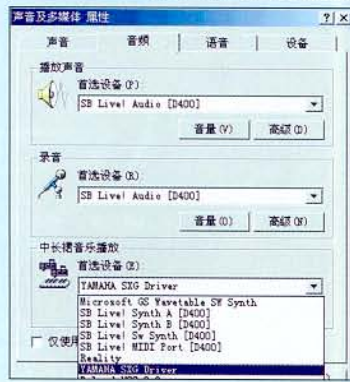 声音及多媒体 属性
声音 音频 语音 设备
播放声音
首选设备(P)
SB Live! Audio [D400]
音量(V) 高级(D)
录音
首选设备(R)
SB Live! Audio [D400]
音量(O) 高级(N)
中长裙音乐播放
首选设备(E)
YAMAHA SXG Driver
Microsoft GS Wavetable SW Synth
SB Live! Synth A [D400]
SB Live! Synth B [D400]
SB Live! Sw Synth [D400]
SB Live! MIDI Port [D400]
Reality
YAMAHA SXG Driver
仅使用